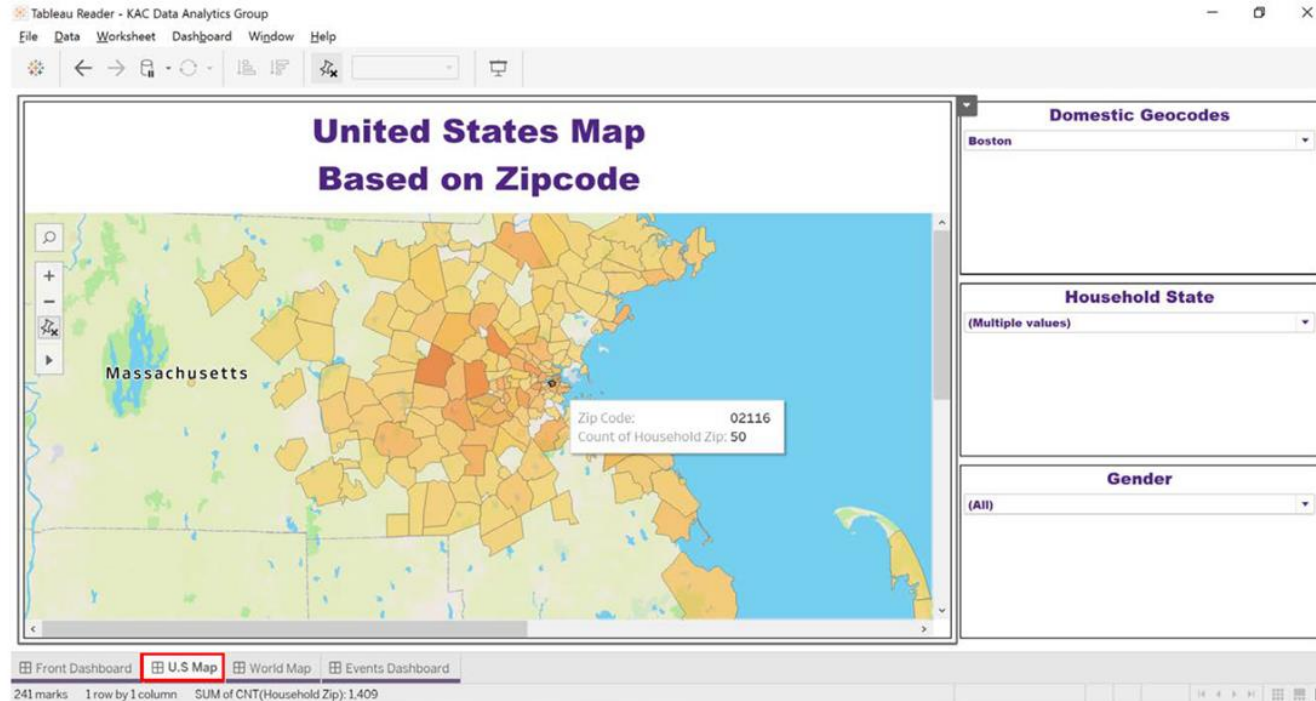 Tableau Reader - KAC Data Analytics Group
File Data Worksheet Dashboard Window Help
United States Map
Based on Zipcode
Massachusetts
Zip Code: 02116
Count of Household Zip: 50
Domestic Geocodes
Boston
Household State
(Multiple values)
Gender
(All)
Front Dashboard U.S Map World Map Events Dashboard
241 marks 1 row by 1 column SUM of CNT(Household Zip): 1,409